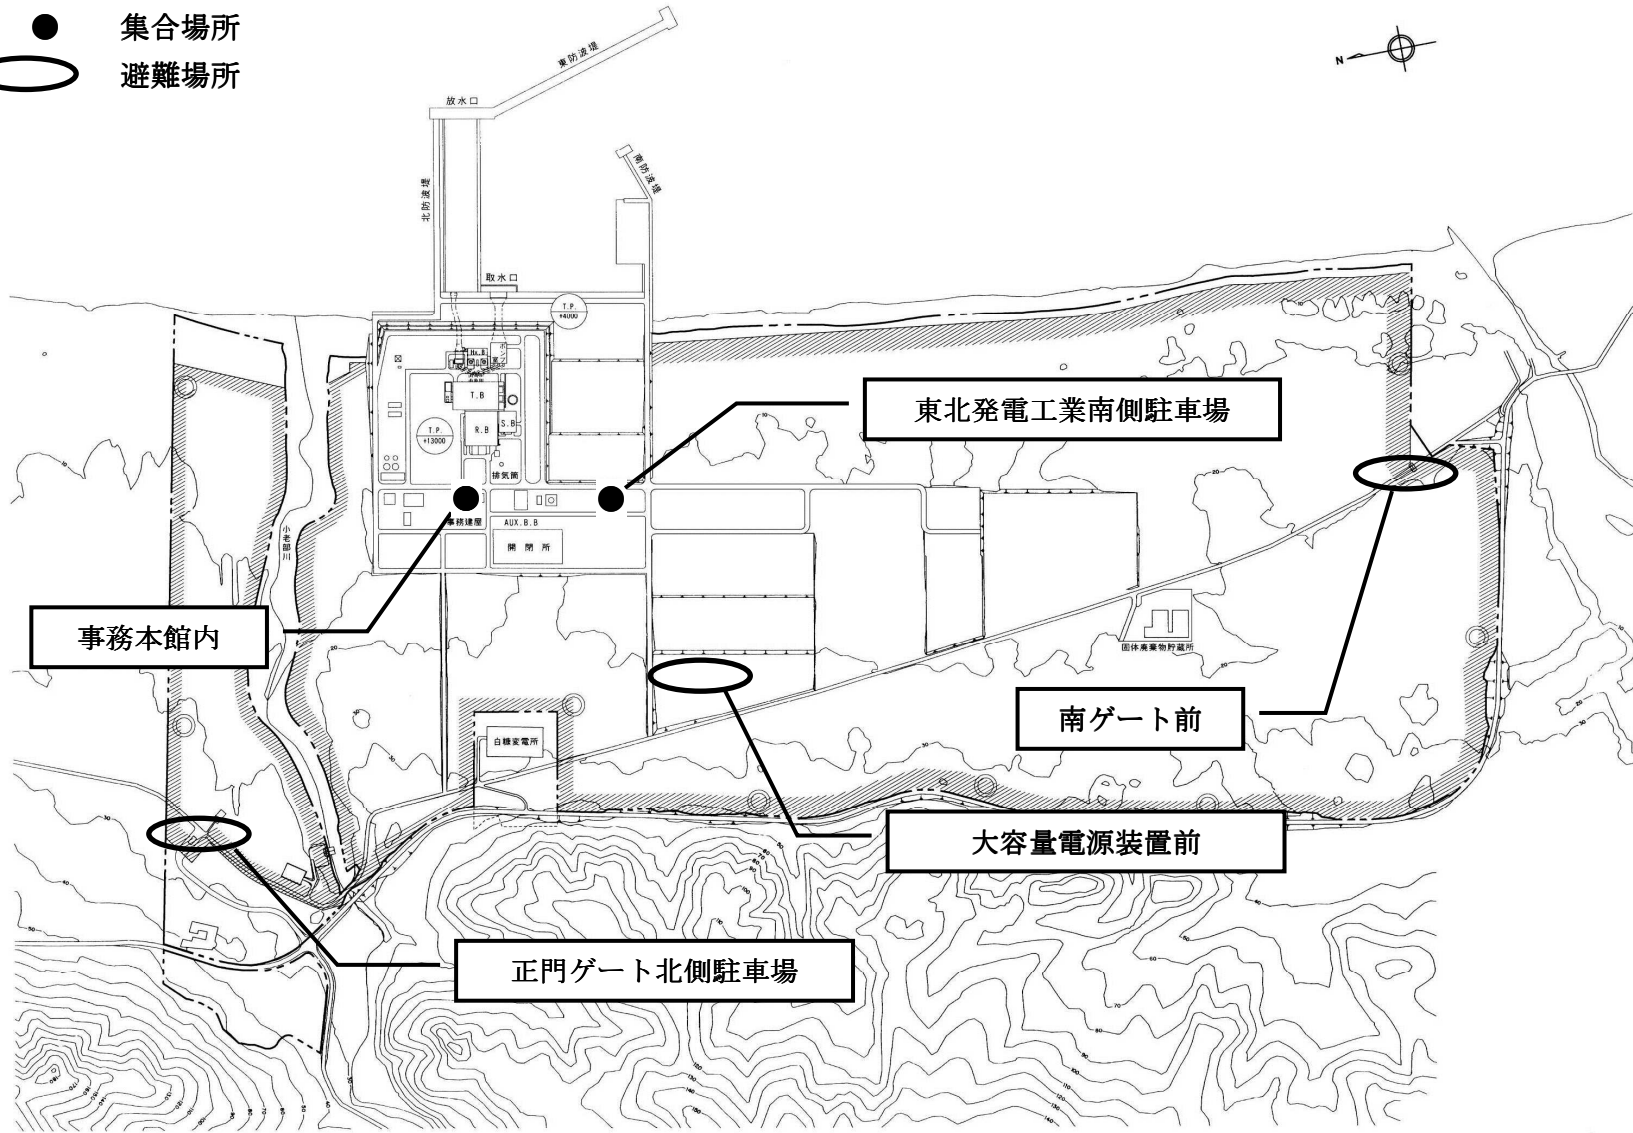 集合場所
避難場所
N
東防波堤
放水口
南防波堤
北防波堤
取水口
T.P.
+4000
Hx.B
T.B
R.B
S.B
T.P.
+13000
排気筒
事務建屋
AUX.B.B
開閉所
小老部川
東北発電工業南側駐車場
事務本館内
固体廃棄物貯蔵所
南ゲート前
白糠変電所
大容量電源装置前
正門ゲート北側駐車場